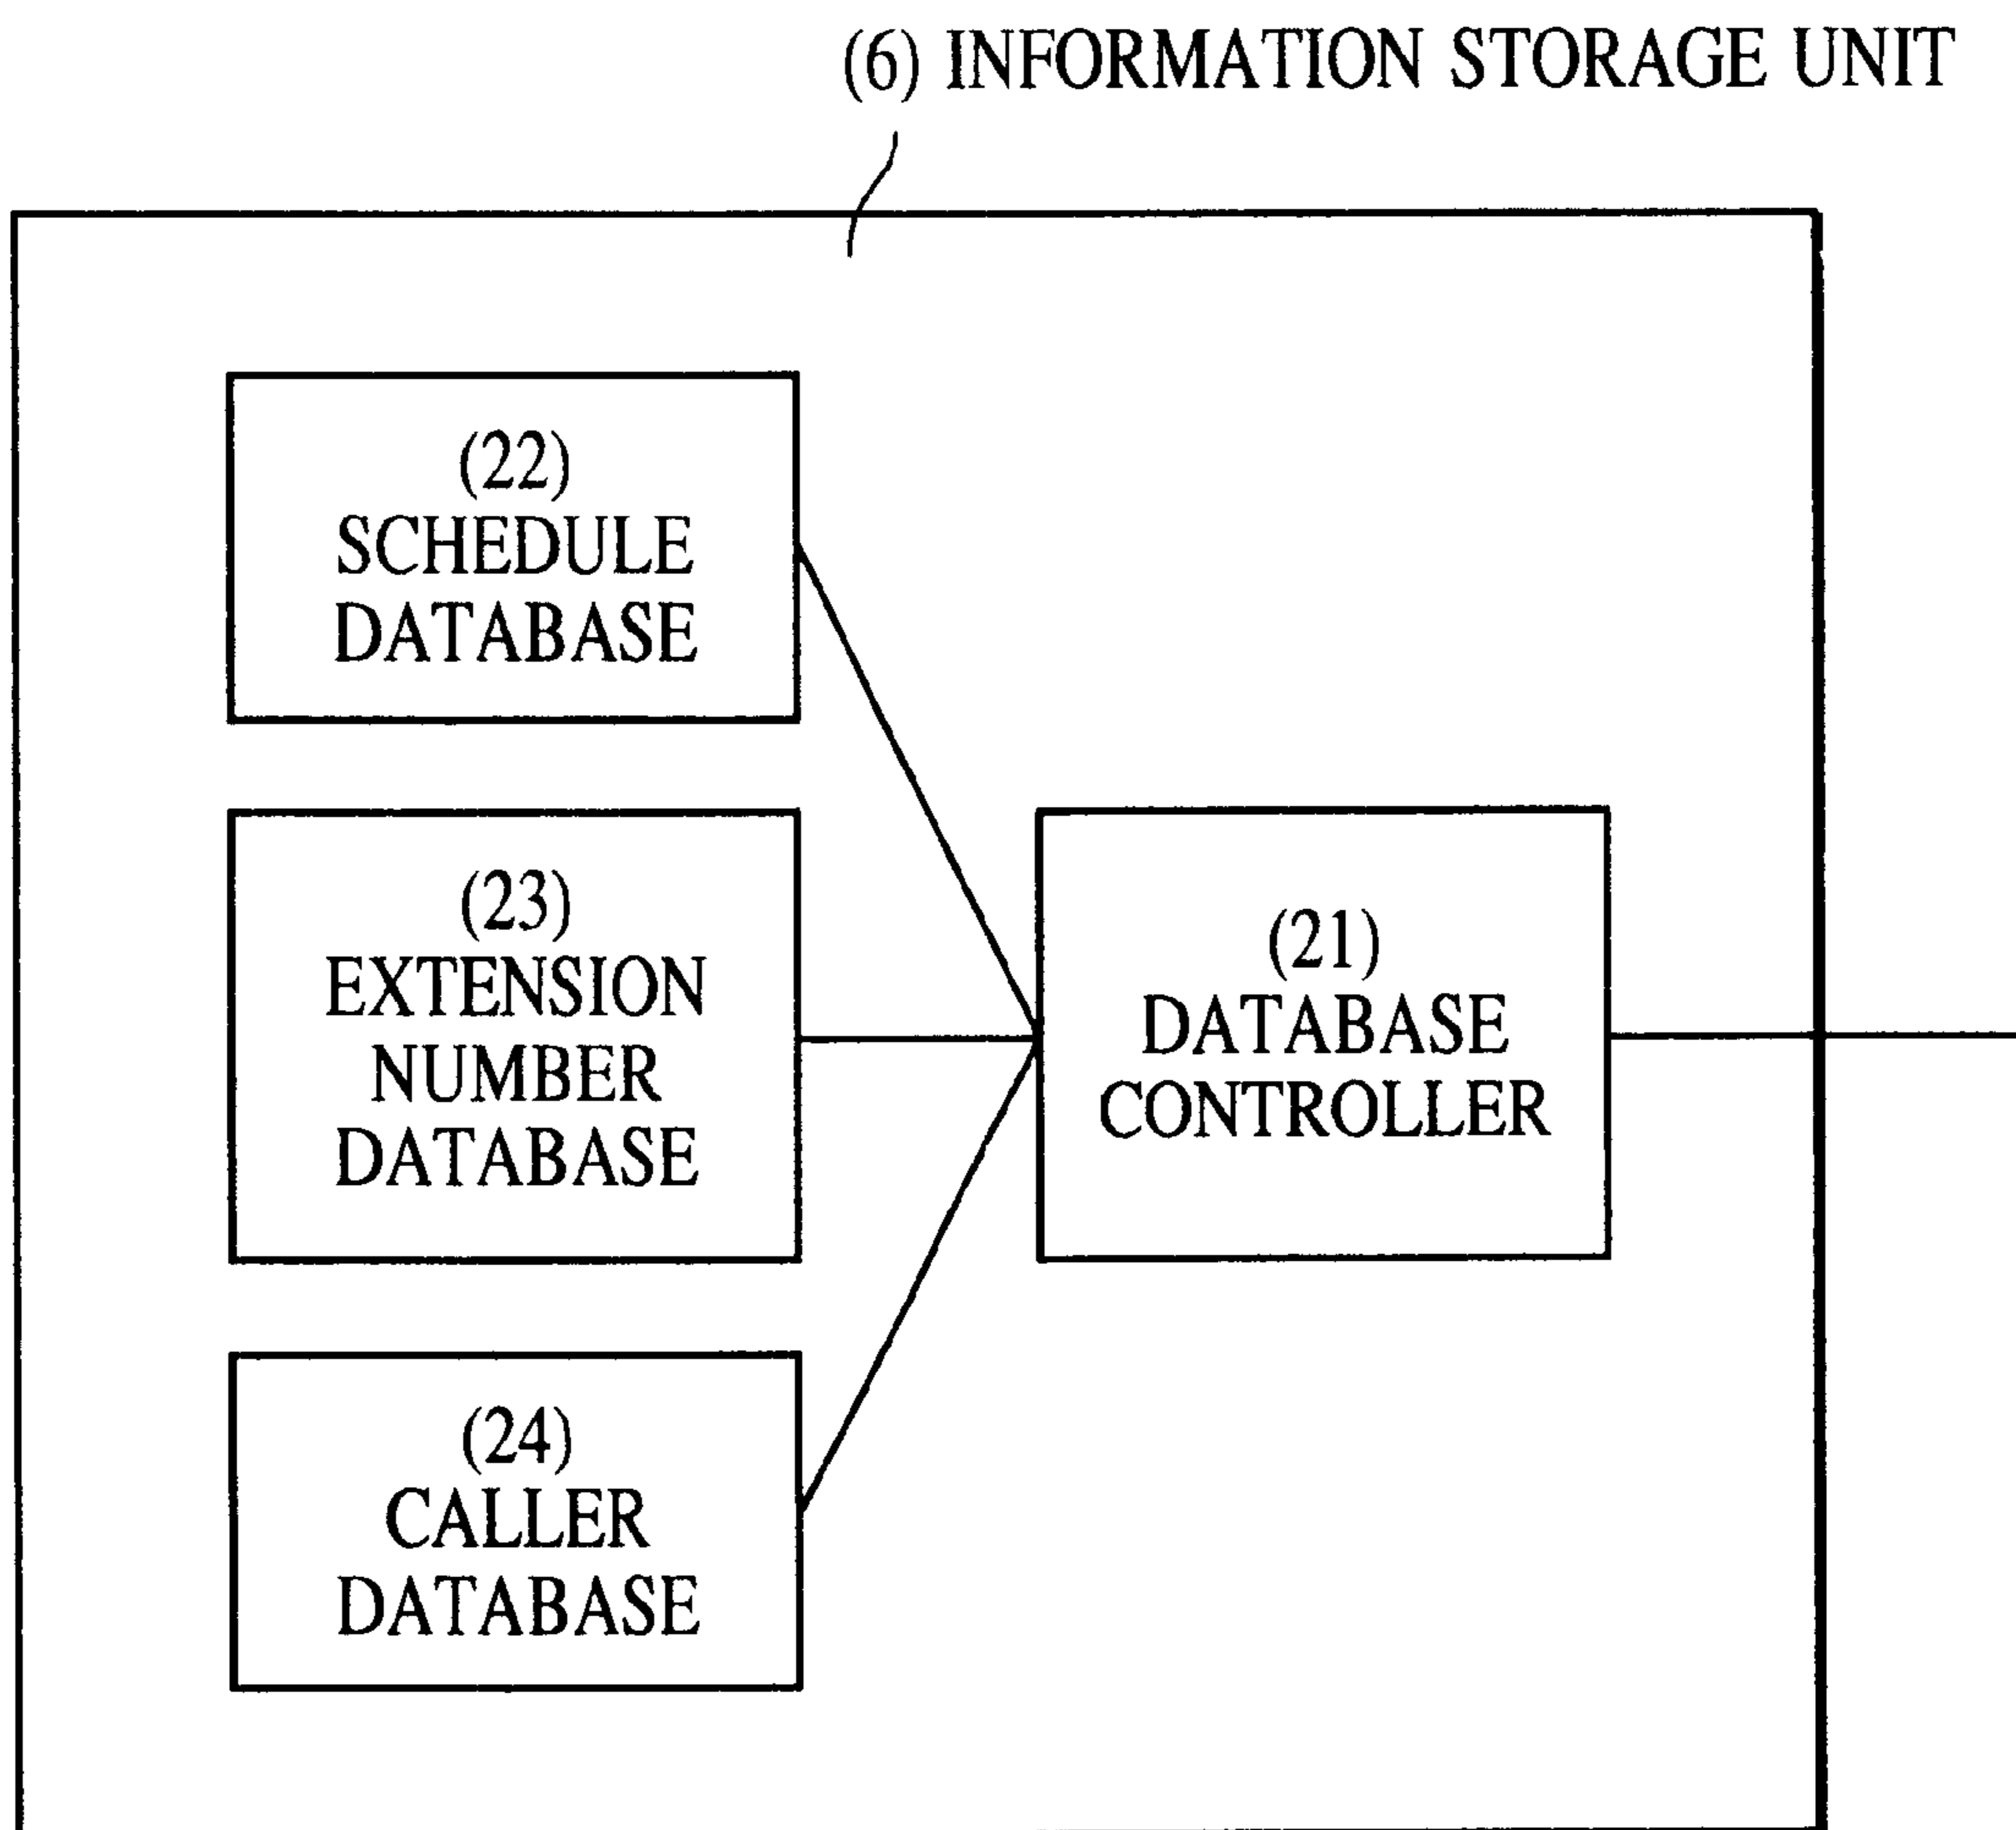 (6) INFORMATION STORAGE UNIT
(22)
SCHEDULE
DATABASE
(23)
EXTENSION
NUMBER
DATABASE
(21)
DATABASE
CONTROLLER
(24)
CALLER
DATABASE